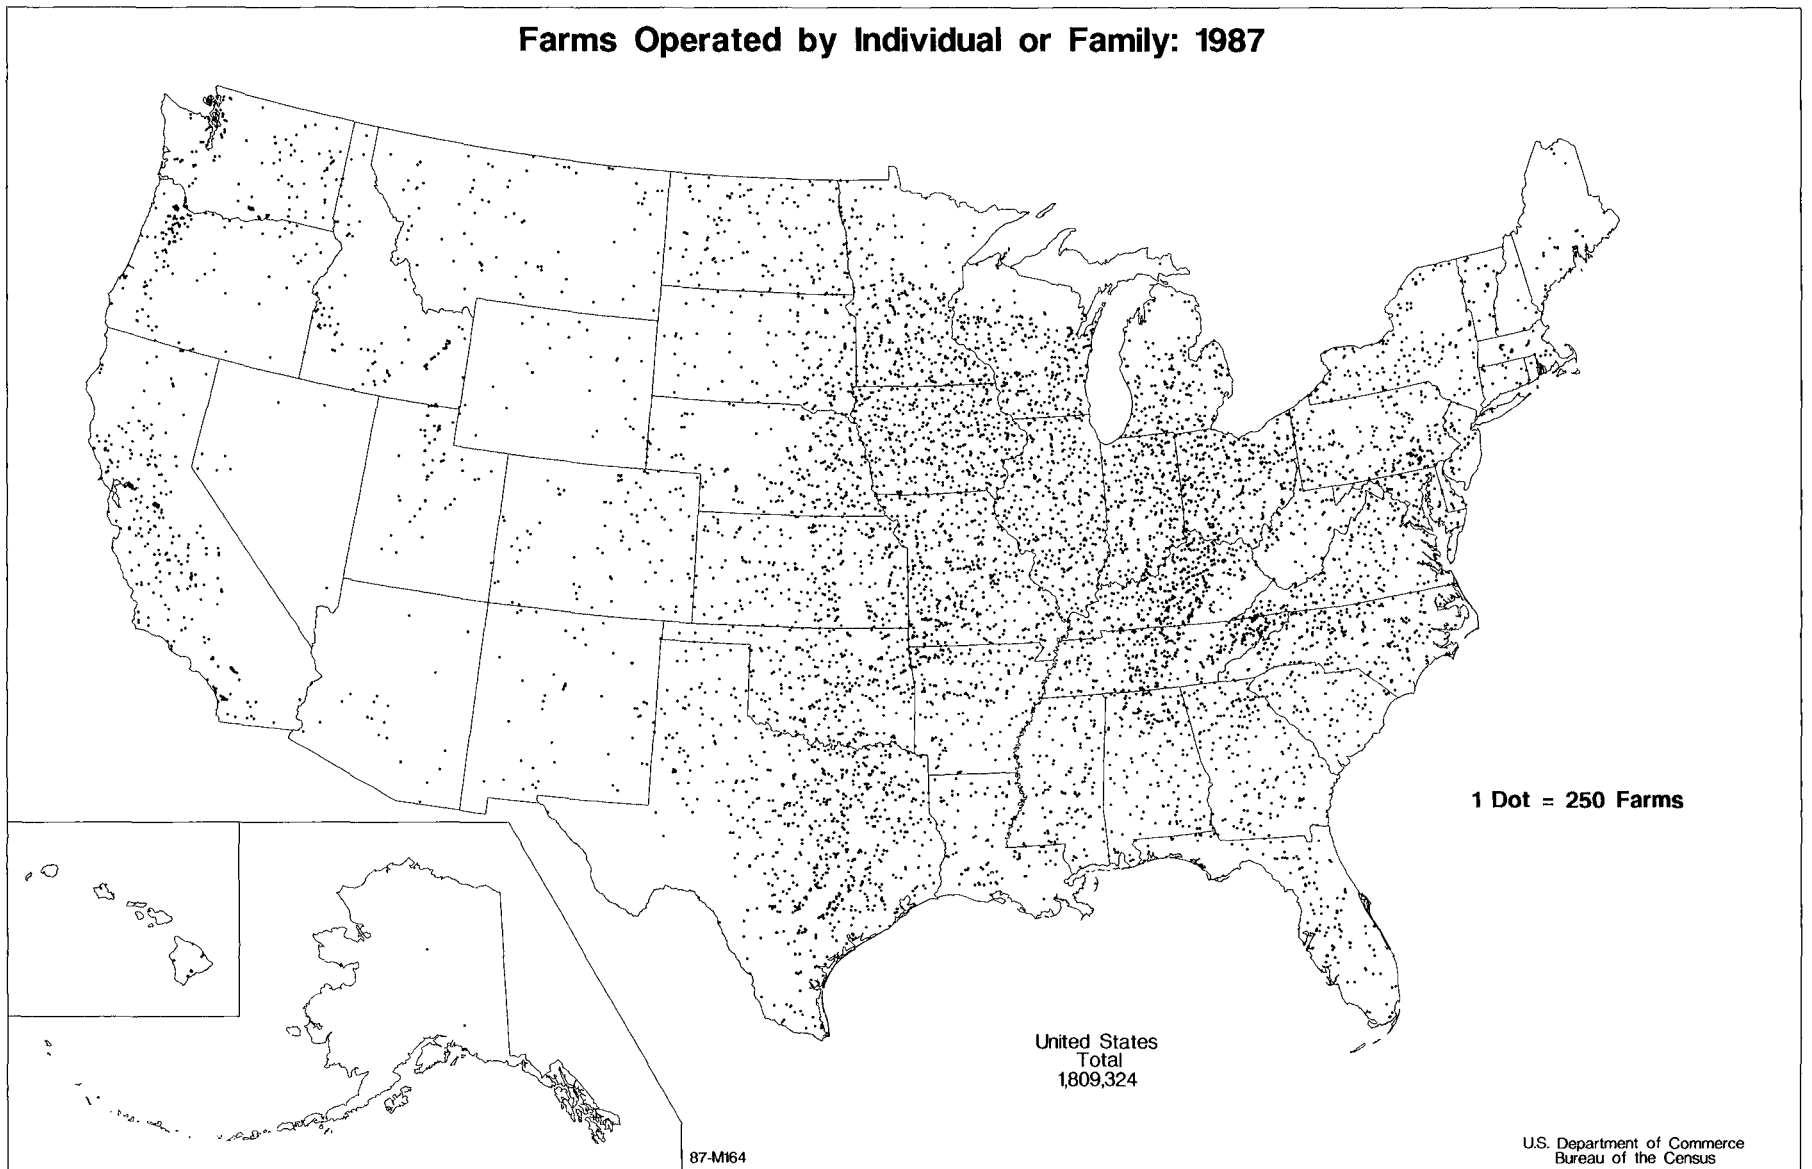 Farms Operated by Individual or Family: 1987
1 Dot = 250 Farms
United States
Total
1,809,324
87-M164
U.S. Department of Commerce
Bureau of the Census